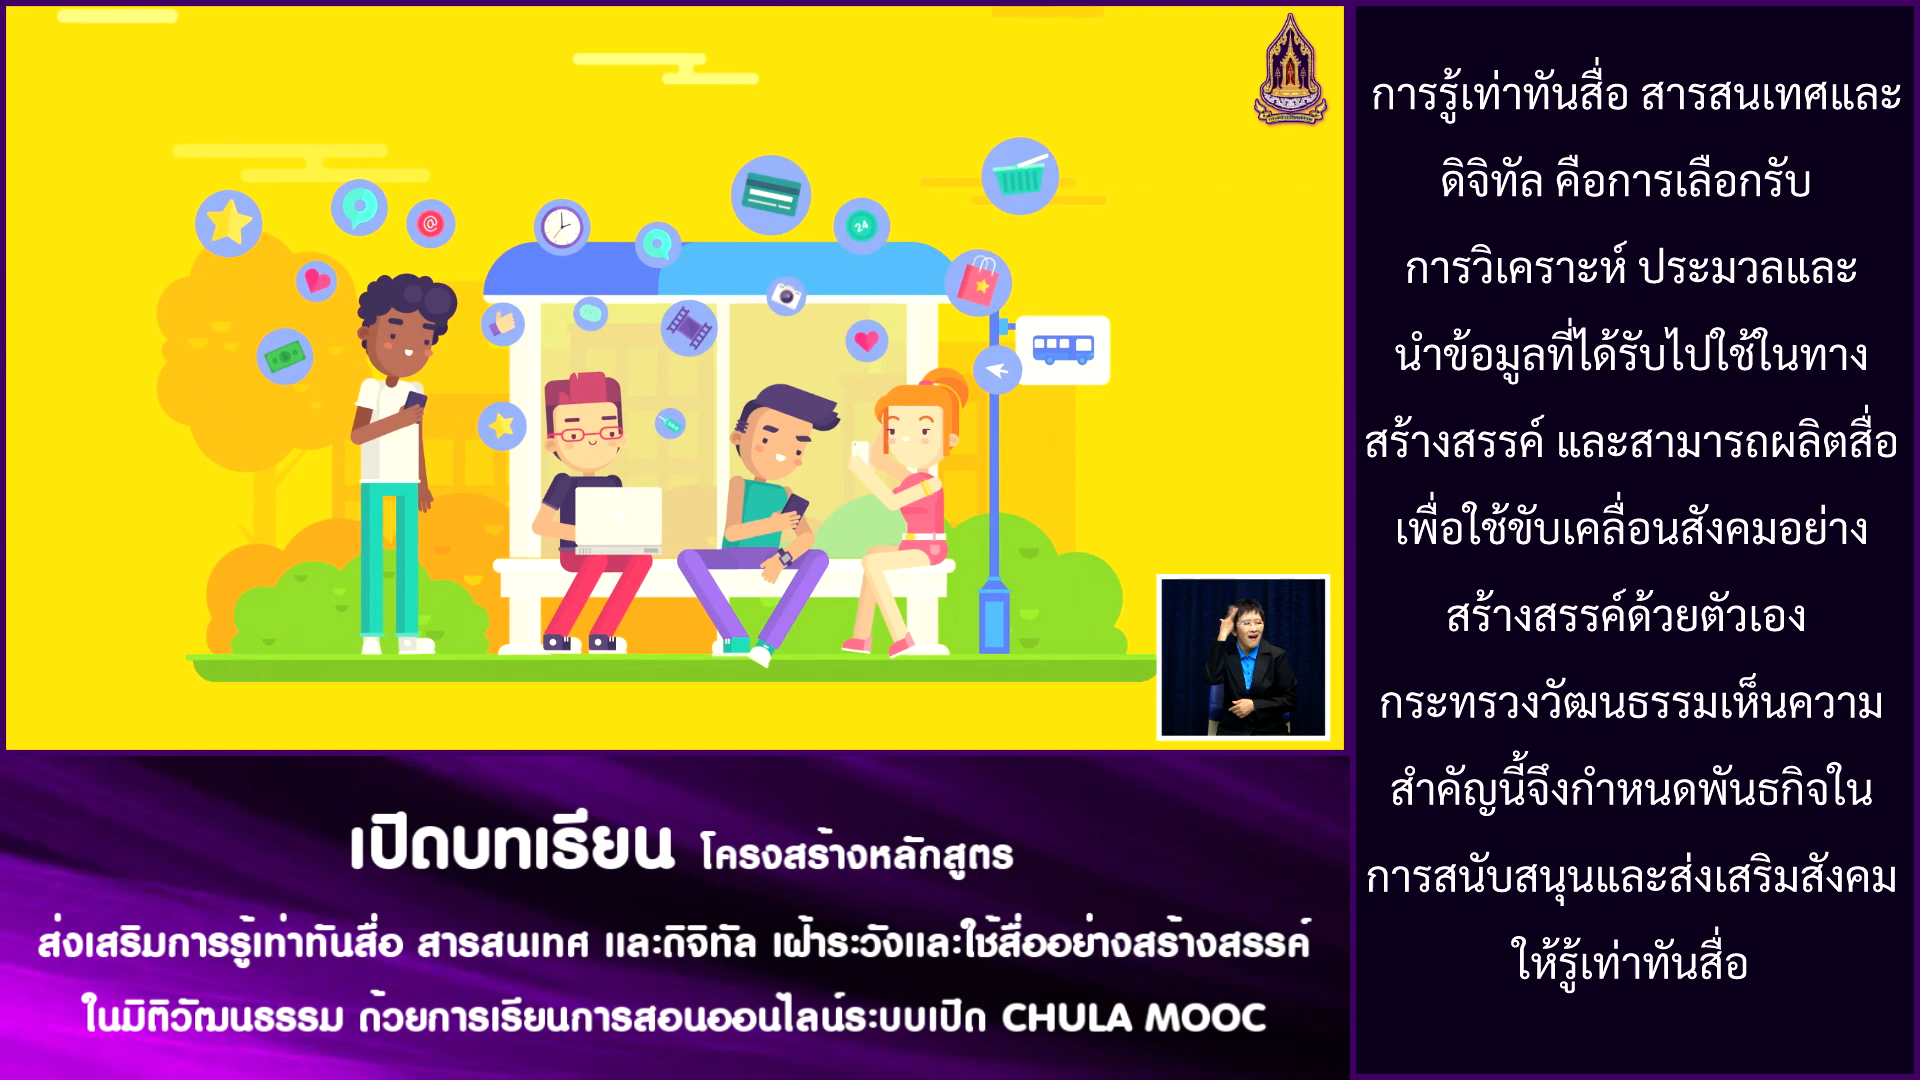 @
24
SALE
การรู้เท่าทันสื่อ สารสนเทศและ
ดิจิทัล คือการเลือกรับ
การวิเคราะห์ ประมวลและ
นำข้อมูลที่ได้รับไปใช้ในทาง
สร้างสรรค์ และสามารถผลิตสื่อ
เพื่อใช้ขับเคลื่อนสังคมอย่าง
สร้างสรรค์ด้วยตัวเอง
กระทรวงวัฒนธรรมเห็นความ
สำคัญนี้จึงกำหนดพันธกิจใน
การสนับสนุนและส่งเสริมสังคม
ให้รู้เท่าทันสื่อ
เปิดบทเรียน โครงสร้างหลักสูตร
ส่งเสริมการรู้เท่าทันสื่อ สารสนเทศ และดิจิทัล เฝ้าระวังและใช้สื่ออย่างสร้างสรรค์
ในมิติวัฒนธรรม ด้วยการเรียนการสอนออนไลน์ระบบเปิด CHULA MOOC